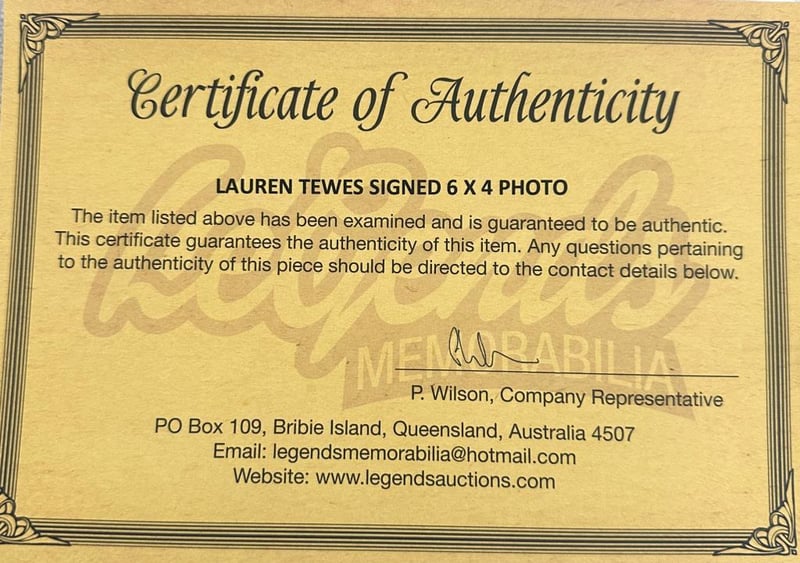 Certificate of Authenticity
Legends
MEMORABILIA
LAUREN TEWES SIGNED 6 X 4 PHOTO
The item listed above has been examined and is guaranteed to be authentic.
This certificate guarantees the authenticity of this item. Any questions pertaining
to the authenticity of this piece should be directed to the contact details below.
P. Wilson, Company Representative
PO Box 109, Bribie Island, Queensland, Australia 4507
Email: legendsmemorabilia@hotmail.com
Website: www.legendsauctions.com